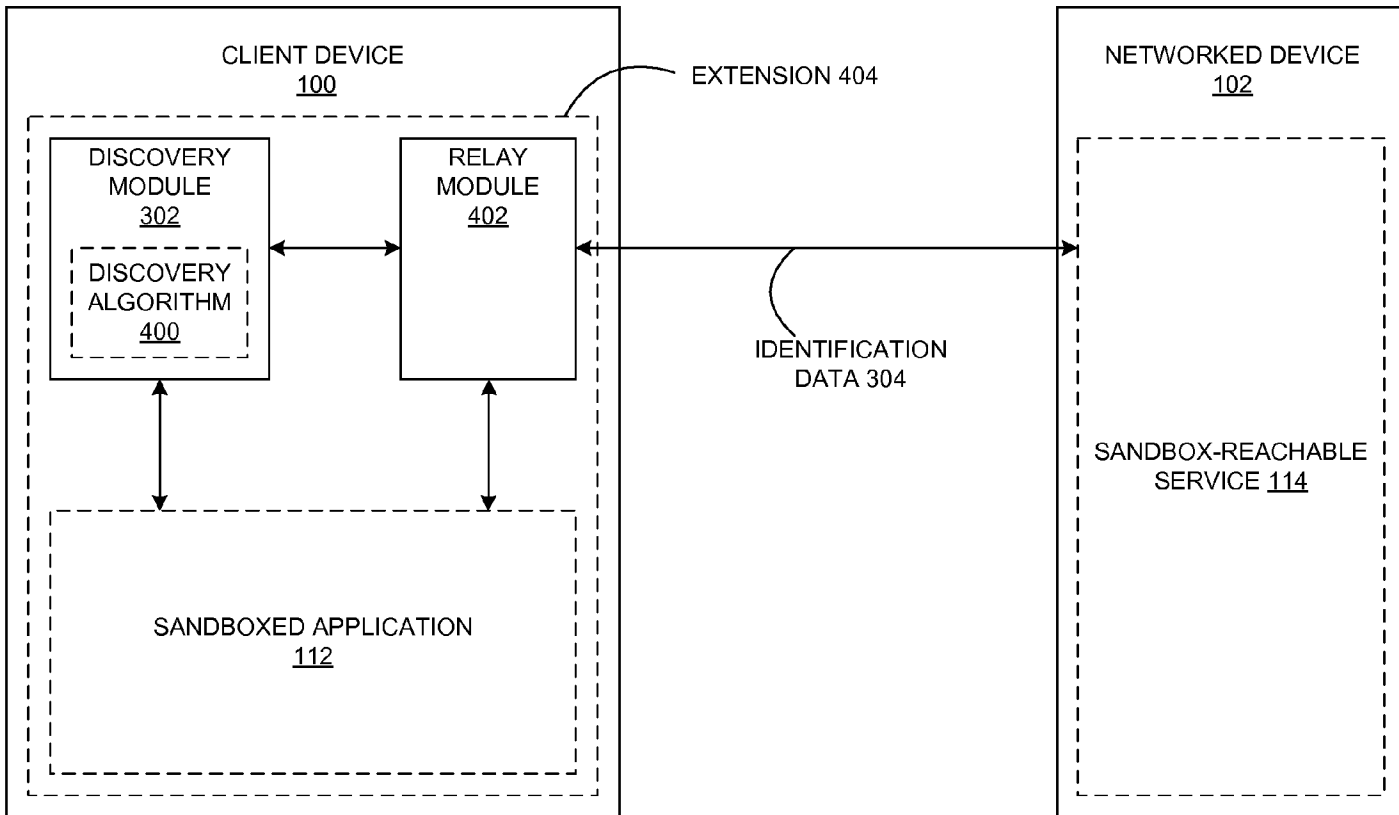 CLIENT DEVICE
100
EXTENSION 404
NETWORKED DEVICE
102
DISCOVERY
MODULE
302
DISCOVERY
ALGORITHM
400
RELAY
MODULE
402
IDENTIFICATION
DATA 304
SANDBOX-REACHABLE
SERVICE 114
SANDBOXED APPLICATION
112